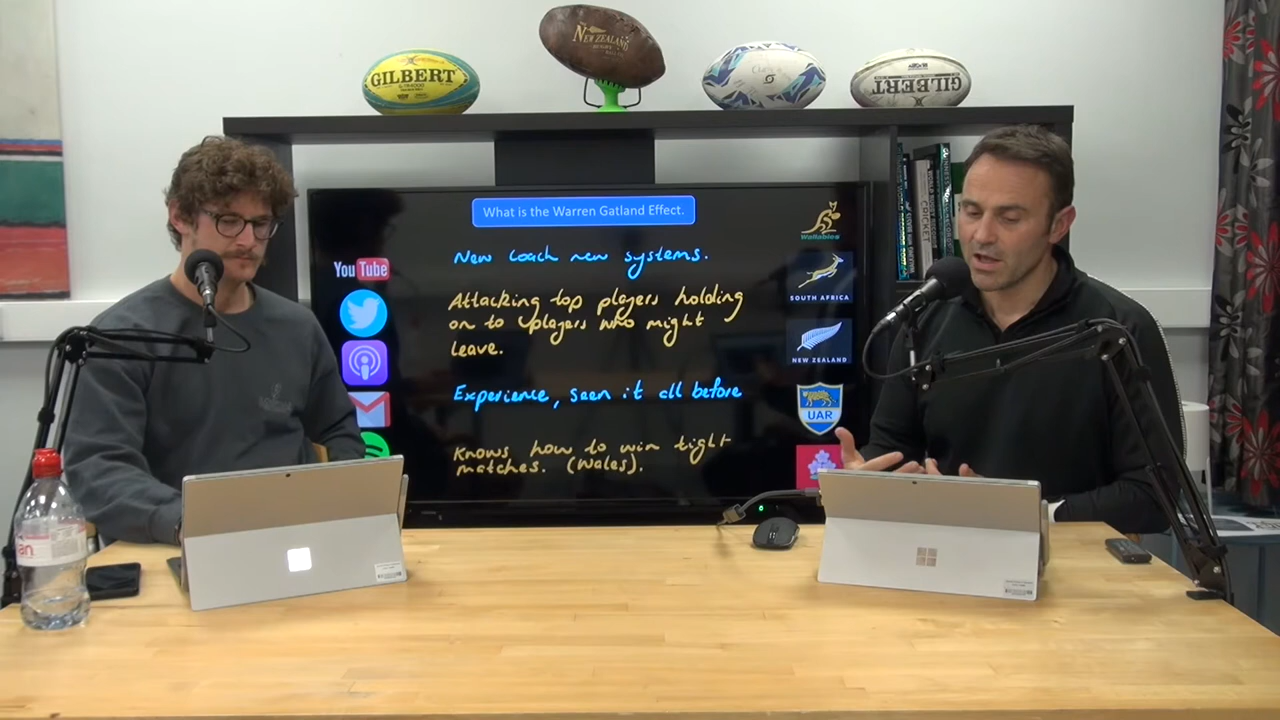 GILBERT
NEW ZEALAND
GILBERT
What is the Warren Gatland Effect.
New coach new systems.
Attacking top players holding
on to players who might
leave.
Experience, seen it all before
Knows how to win tight
matches. (Wales).
YouTube
Wallabies
SOUTH AFRICA
NEW ZEALAND
UAR
CRICKET